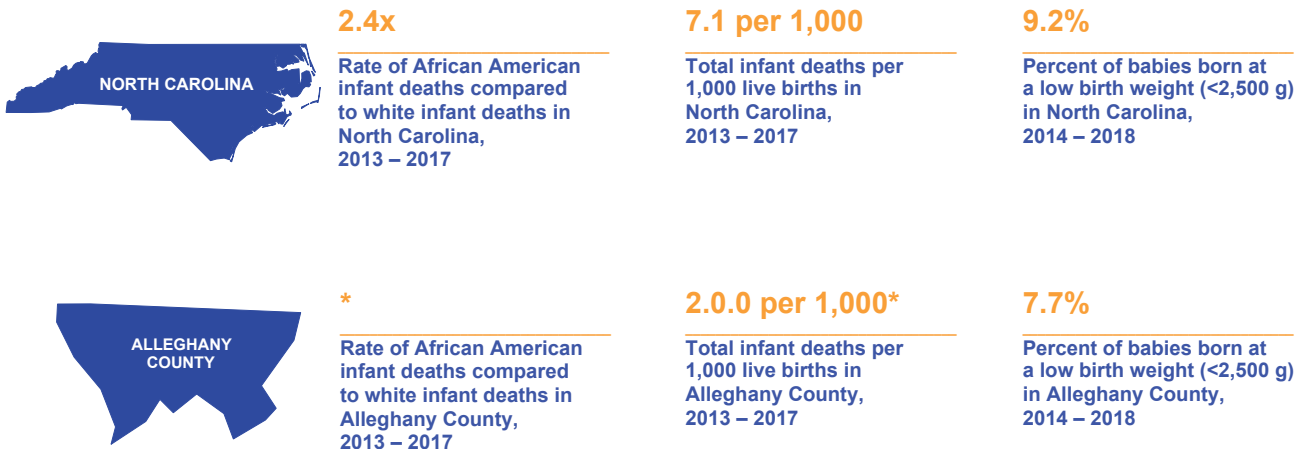 NORTH CAROLINA
2.4x
Rate of African American
infant deaths compared
to white infant deaths in
North Carolina,
2013 – 2017
7.1 per 1,000
Total infant deaths per
1,000 live births in
North Carolina,
2013 – 2017
9.2%
Percent of babies born at
a low birth weight (<2,500 g)
in North Carolina,
2014 – 2018
ALLEGHANY
COUNTY
*
Rate of African American
infant deaths compared
to white infant deaths in
Alleghany County,
2013 – 2017
2.0.0 per 1,000*
Total infant deaths per
1,000 live births in
Alleghany County,
2013 – 2017
7.7%
Percent of babies born at
a low birth weight (<2,500 g)
in Alleghany County,
2014 – 2018